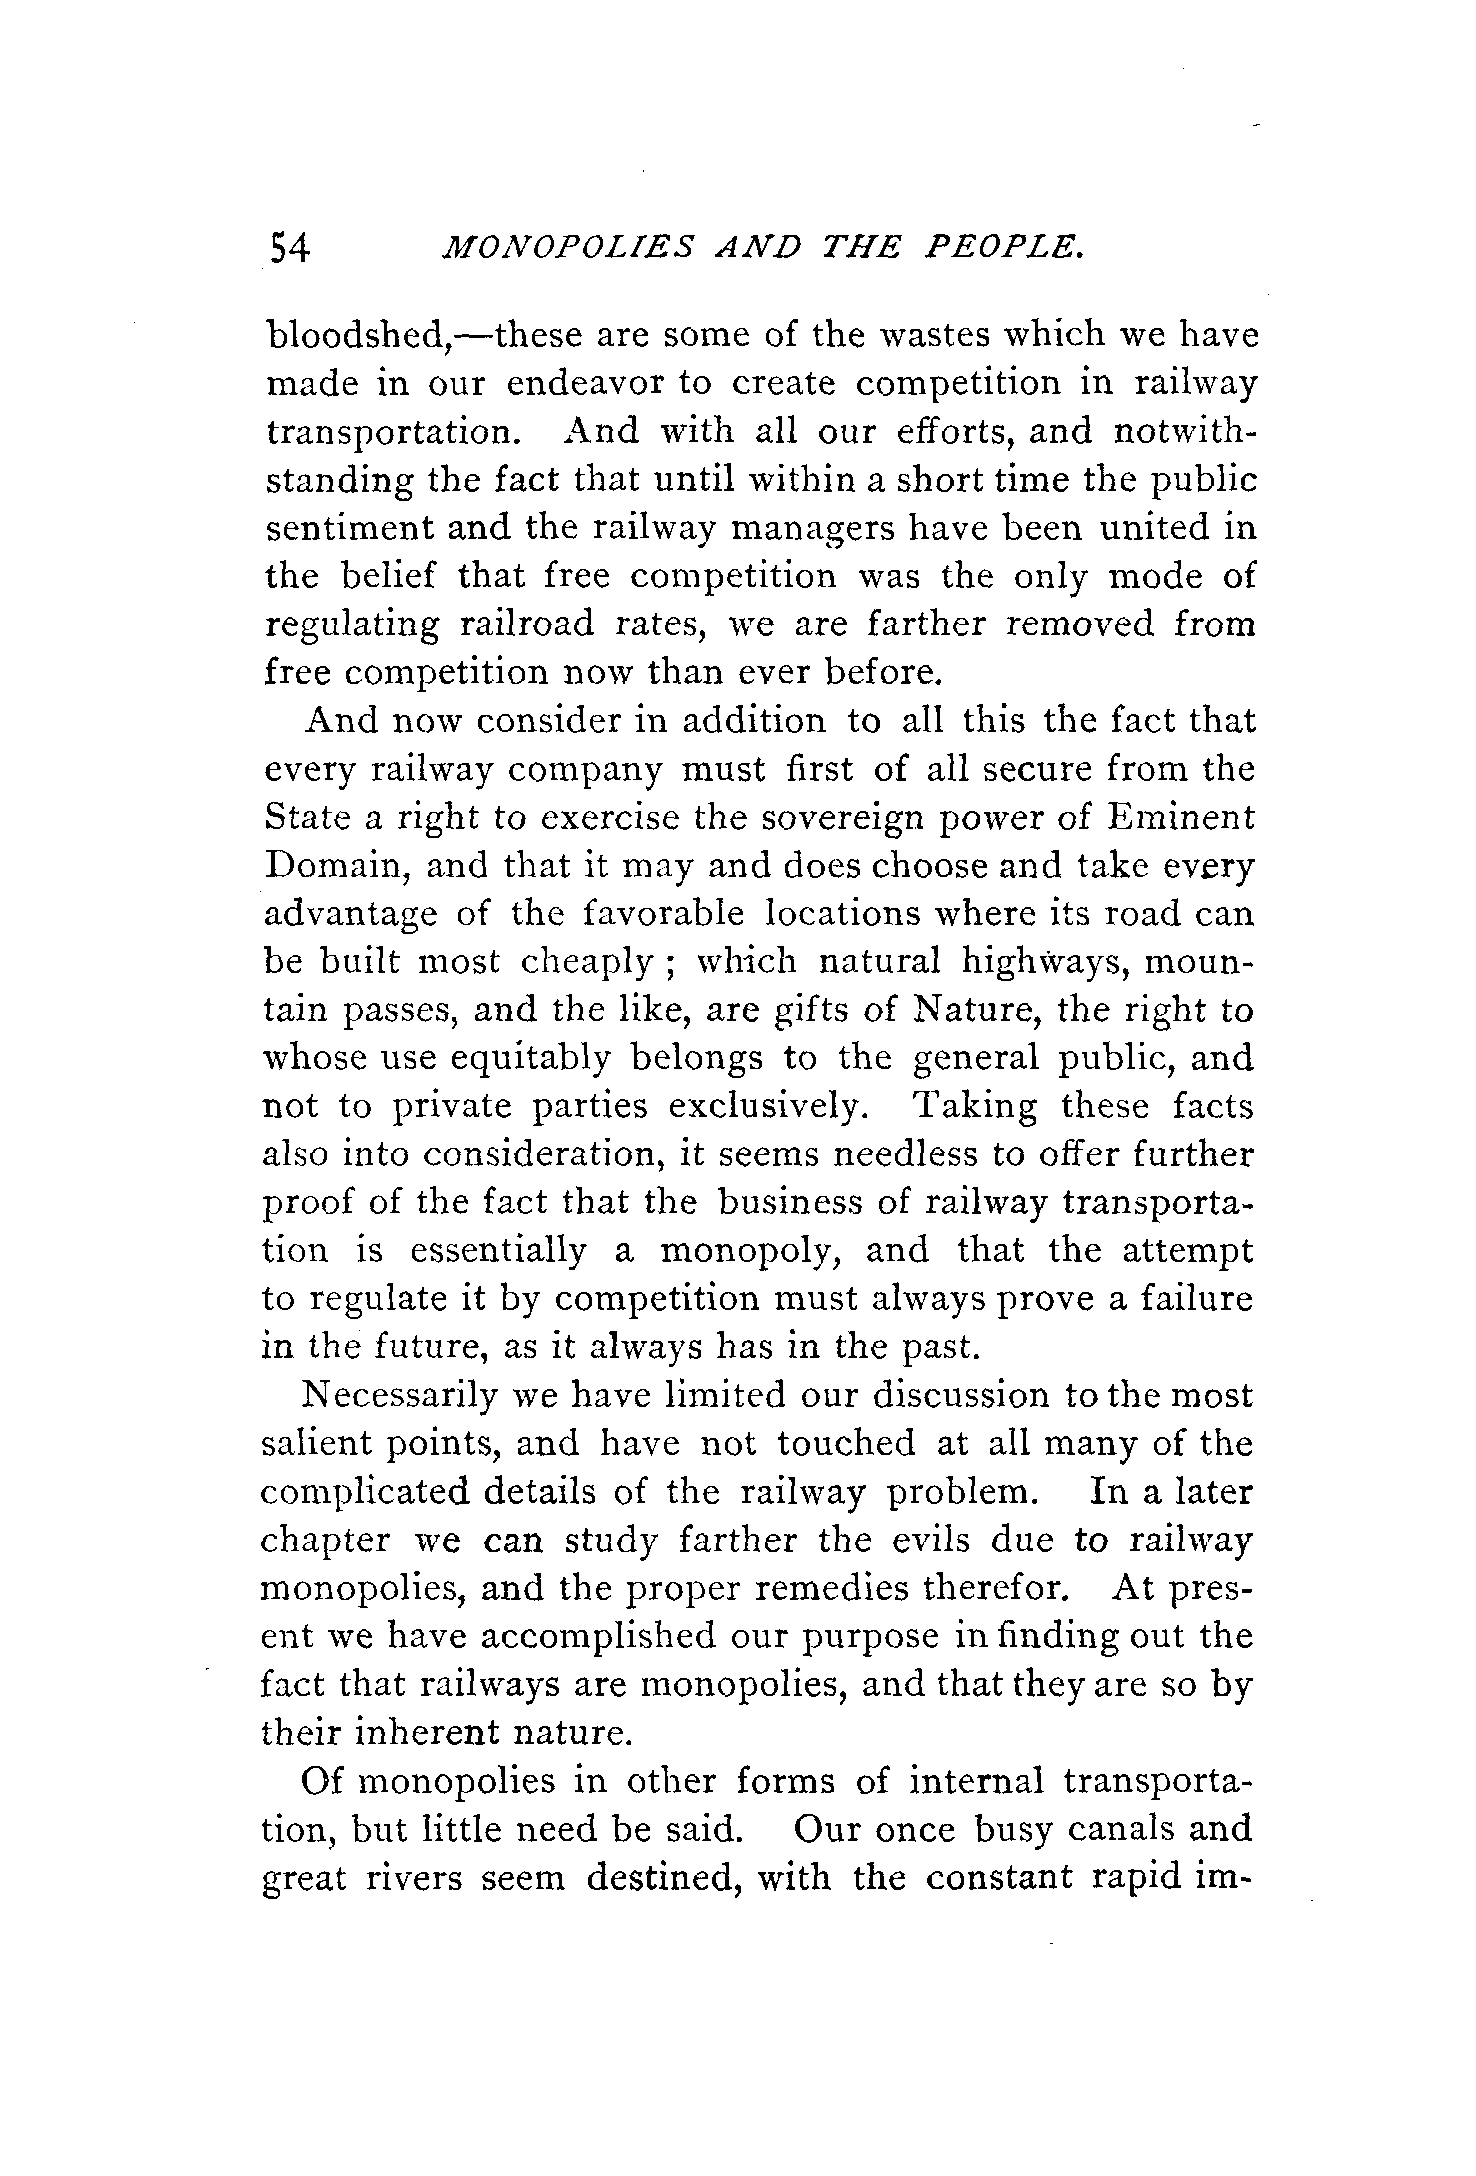 54 MONOPOLIES AND THE PEOPLE.
bloodshed,—these are some of the wastes which we have
made in our endeavor to create competition in railway
transportation. And with all our efforts, and notwith-
standing the fact that until within a short time the public
sentiment and the railway managers have been united in
the belief that free competition was the only mode of
regulating railroad rates, we are farther removed from
free competition now than ever before.
And now consider in addition to all this the fact that
every railway company must first of all secure from the
State a right to exercise the sovereign power of Eminent
Domain, and that it may and does choose and take every
advantage of the favorable locations where its road can
be built most cheaply ; which natural highways, moun-
tain passes, and the like, are gifts of Nature, the right to
whose use equitably belongs to the general public, and
not to private parties exclusively. Taking these facts
also into consideration, it seems needless to offer further
proof of the fact that the business of railway transporta-
tion is essentially a monopoly, and that the attempt
to regulate it by competition must always prove a failure
in the future, as it always has in the past.
Necessarily we have limited our discussion to the most
salient points, and have not touched at all many of the
complicated details of the railway problem. In a later
chapter we can study farther the evils due to railway
monopolies, and the proper remedies therefor. At pres-
ent we have accomplished our purpose in finding out the
fact that railways are monopolies, and that they are so by
their inherent nature.
Of monopolies in other forms of internal transporta-
tion, but little need be said. Our once busy canals and
great rivers seem destined, with the constant rapid im-